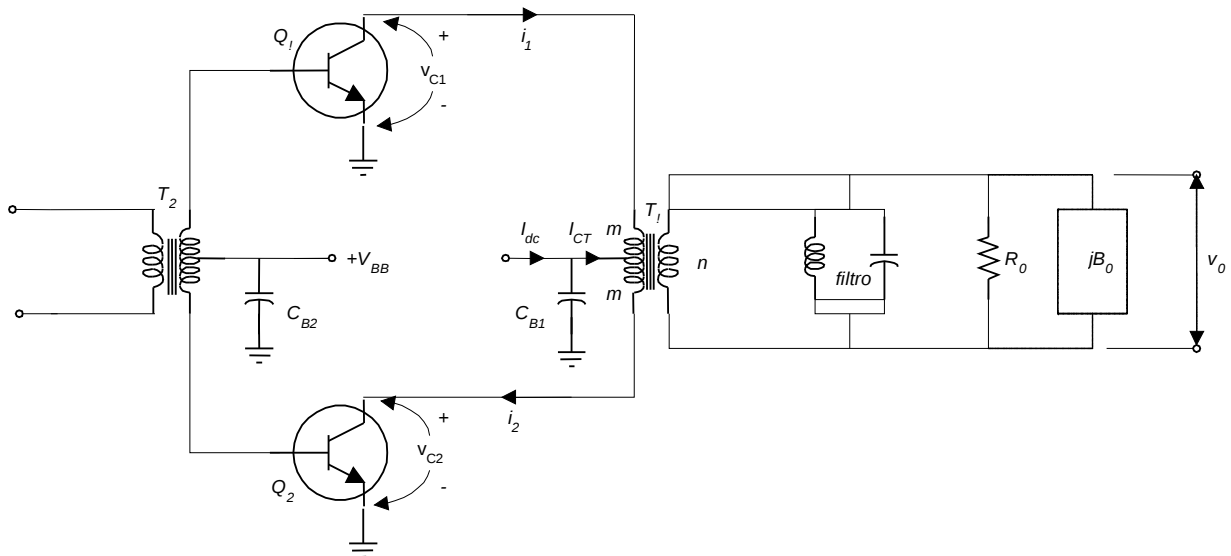 Q!
+
vC1
-
i1
T2
+VBB
CB2
Idc
ICT
m
T!
m
n
CB1
filtro
R0
jB0
v0
i2
+
vC2
-
Q2